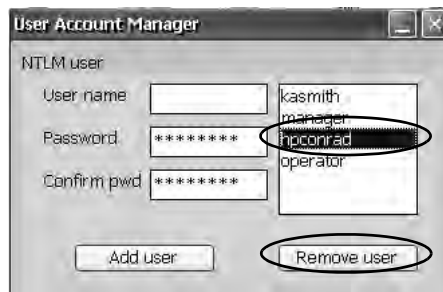 User Account Manager
NTLM user
User name
kasmith
manager
Password
********
hpconrad
operator
Confirm pwd
********
Add user
Remove user